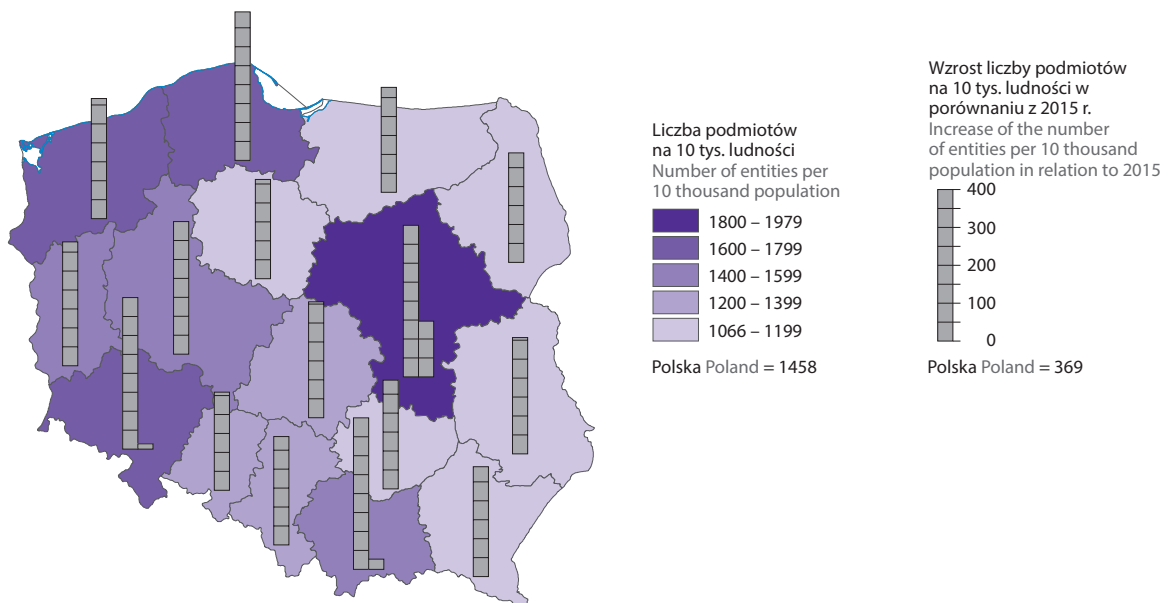 Liczba podmiotów
na 10 tys. ludności
Number of entities per
10 thousand population
1800 – 1979
1600 – 1799
1400 – 1599
1200 – 1399
1066 – 1199
Polska Poland = 1458
Wzrost liczby podmiotów
na 10 tys. ludności w
porównaniu z 2015 r.
Increase of the number
of entities per 10 thousand
population in relation to 2015
400
300
200
100
0
Polska Poland = 369